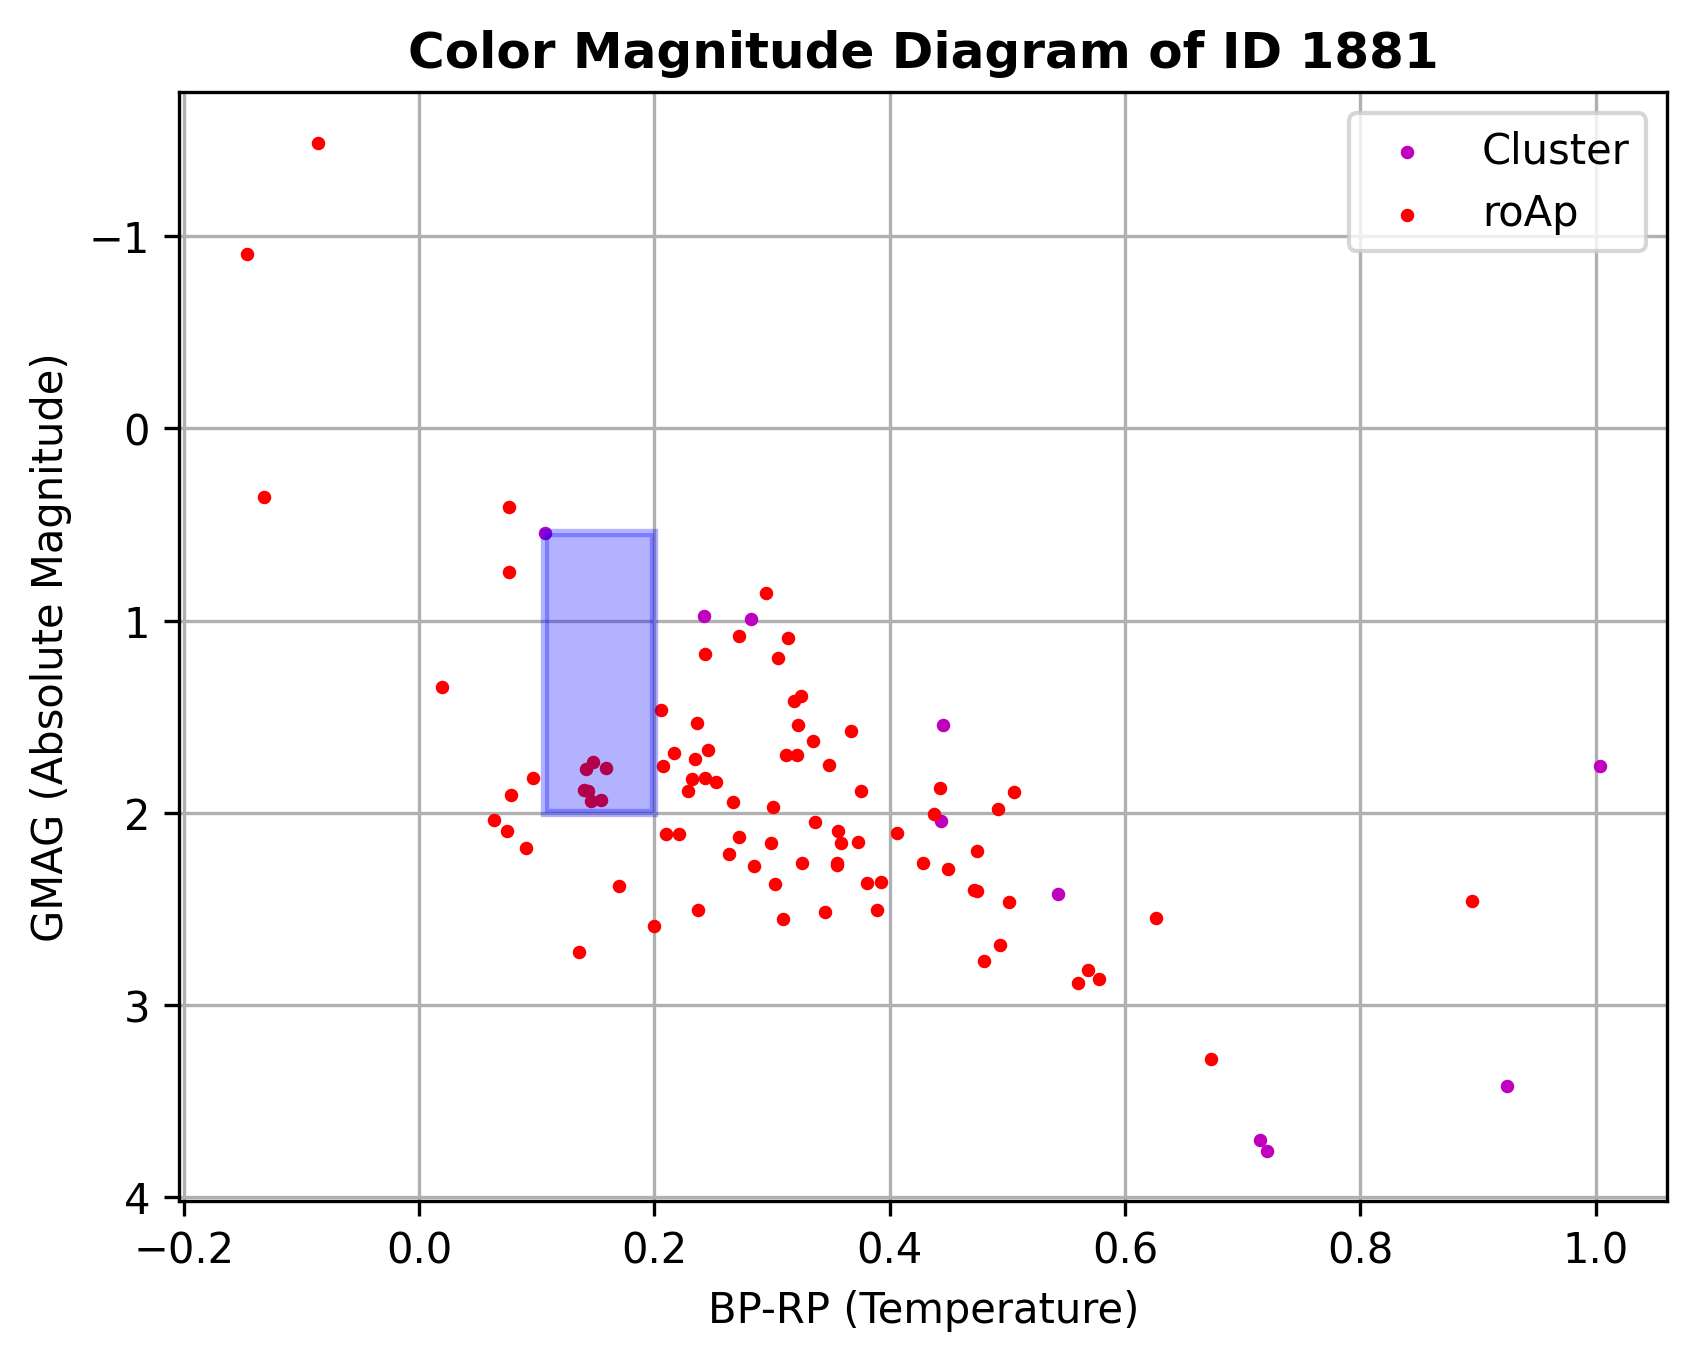 Color Magnitude Diagram of ID 1881
Cluster
roAp
−1
0
1
2
3
4
GMAG (Absolute Magnitude)
−0.2 0.0 0.2 0.4 0.6 0.8 1.0
BP-RP (Temperature)